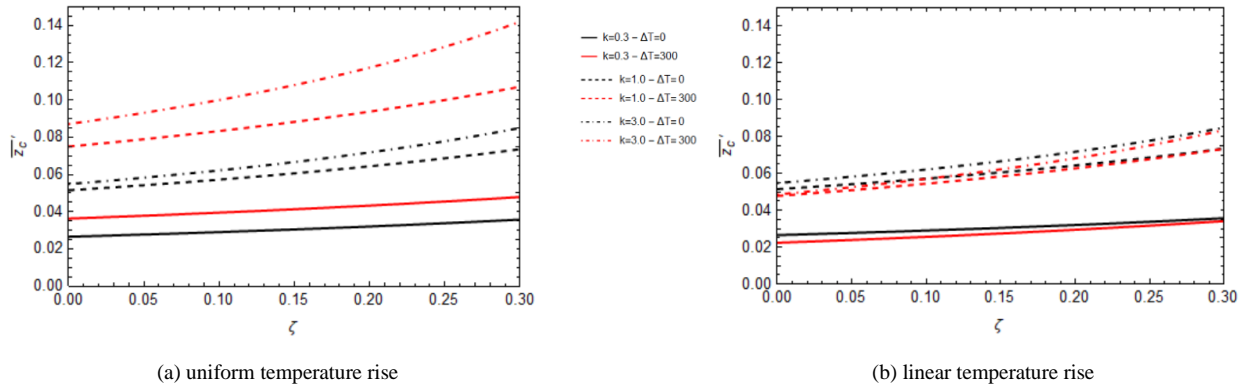 0.14
0.12
0.10
0.08
0.06
0.04
0.02
0.00
z̅c′
0.00 0.05 0.10 0.15 0.20 0.25 0.30
ζ
(a) uniform temperature rise
k=0.3 – ΔT=0
k=0.3 – ΔT=300
k=1.0 – ΔT= 0
k=1.0 – ΔT= 300
k=3.0 – ΔT= 0
k=3.0 – ΔT= 300
0.14
0.12
0.10
0.08
0.06
0.04
0.02
0.00
z̅c′
0.00 0.05 0.10 0.15 0.20 0.25 0.30
ζ
(b) linear temperature rise